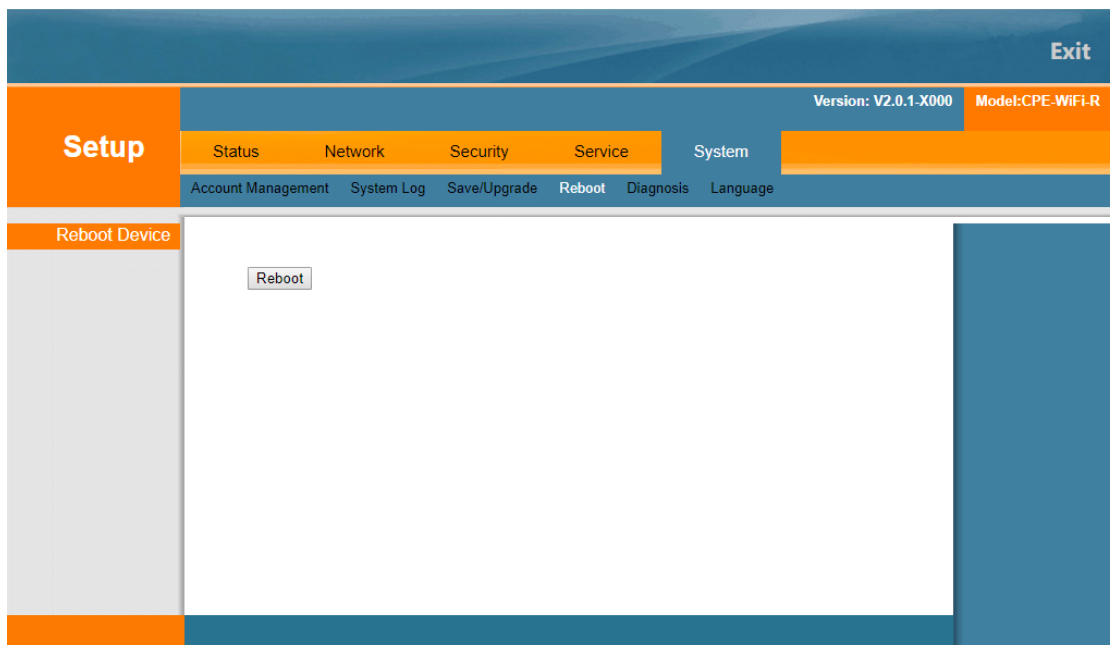 Exit
Version: V2.0.1-X000 Model:CPE-WiFi-R
Setup
Status Network Security Service System
Account Management System Log Save/Upgrade Reboot Diagnosis Language
Reboot Device
Reboot